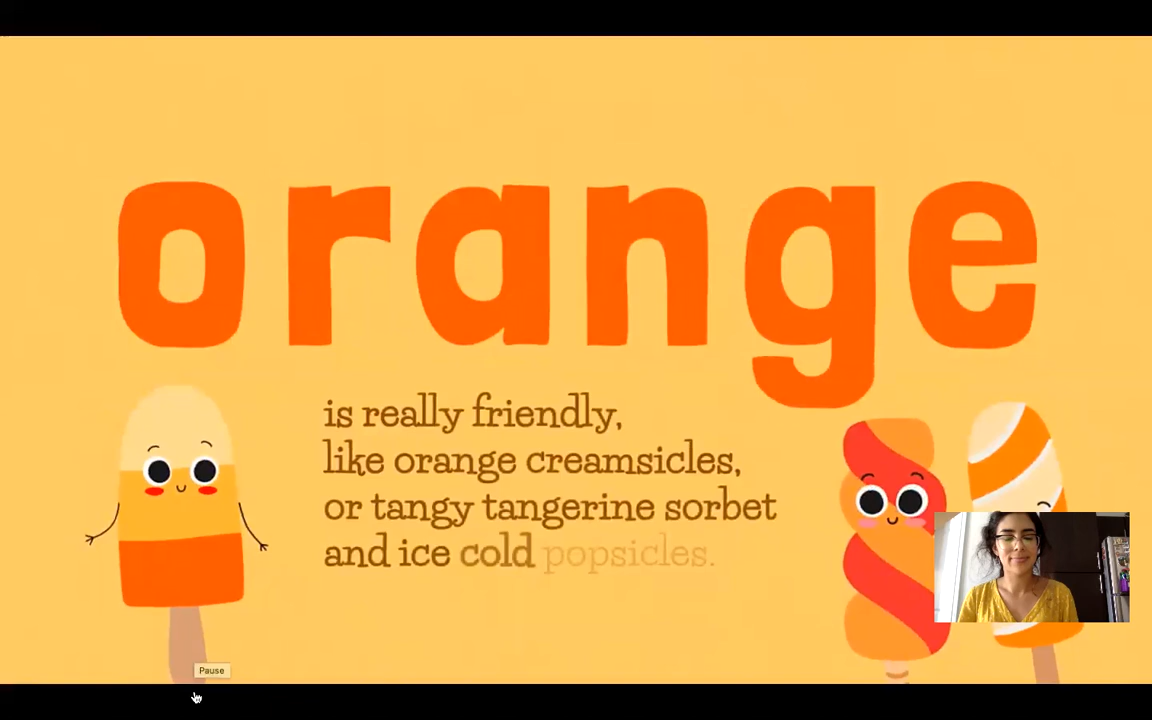 orange
is really friendly,
like orange creamsicles,
or tangy tangerine sorbet
and ice cold popsicles.
Pause